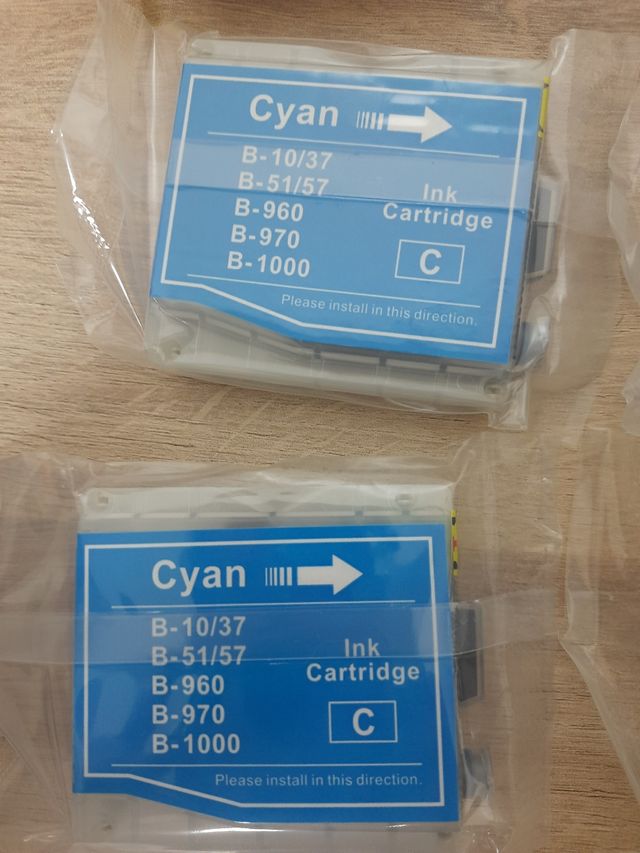 Cyan
B-10/37
B-51/57
B-960
B-970
B-1000
Ink
Cartridge
C
Please install in this direction.
Cyan
B-10/37
B-51/57
B-960
B-970
B-1000
Ink
Cartridge
C
Please install in this direction.